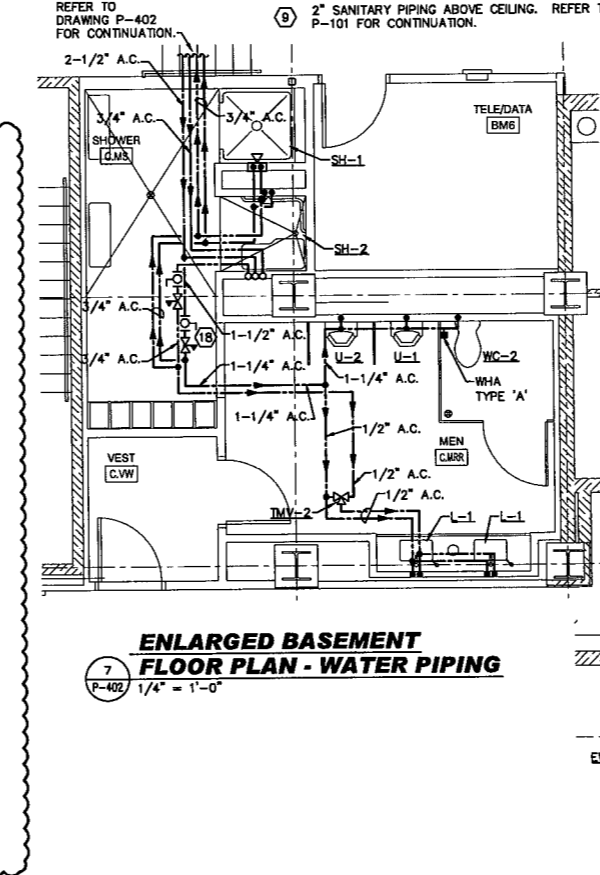 REFER TO
DRAWING P-402
FOR CONTINUATION.
9 2" SANITARY PIPING ABOVE CEILING. REFER T
P-101 FOR CONTINUATION.
2-1/2" A.C.
3/4" A.C.
3/4" A.C.
SHOWER
C.MS
TELE/DATA
BM6
SH-1
SH-2
3/4" A.C.
18
1-1/2" A.C.
3/4" A.C.
U-2
U-1
WC-2
1-1/4" A.C.
1-1/4" A.C.
WHA
TYPE 'A'
1-1/4" A.C.
1/2" A.C.
MEN
C.MRR
VEST
C.VW
1/2" A.C.
1/2" A.C.
TMV-2
L-1
L-1
ENLARGED BASEMENT
7 FLOOR PLAN - WATER PIPING
P-402 1/4" = 1'-0"